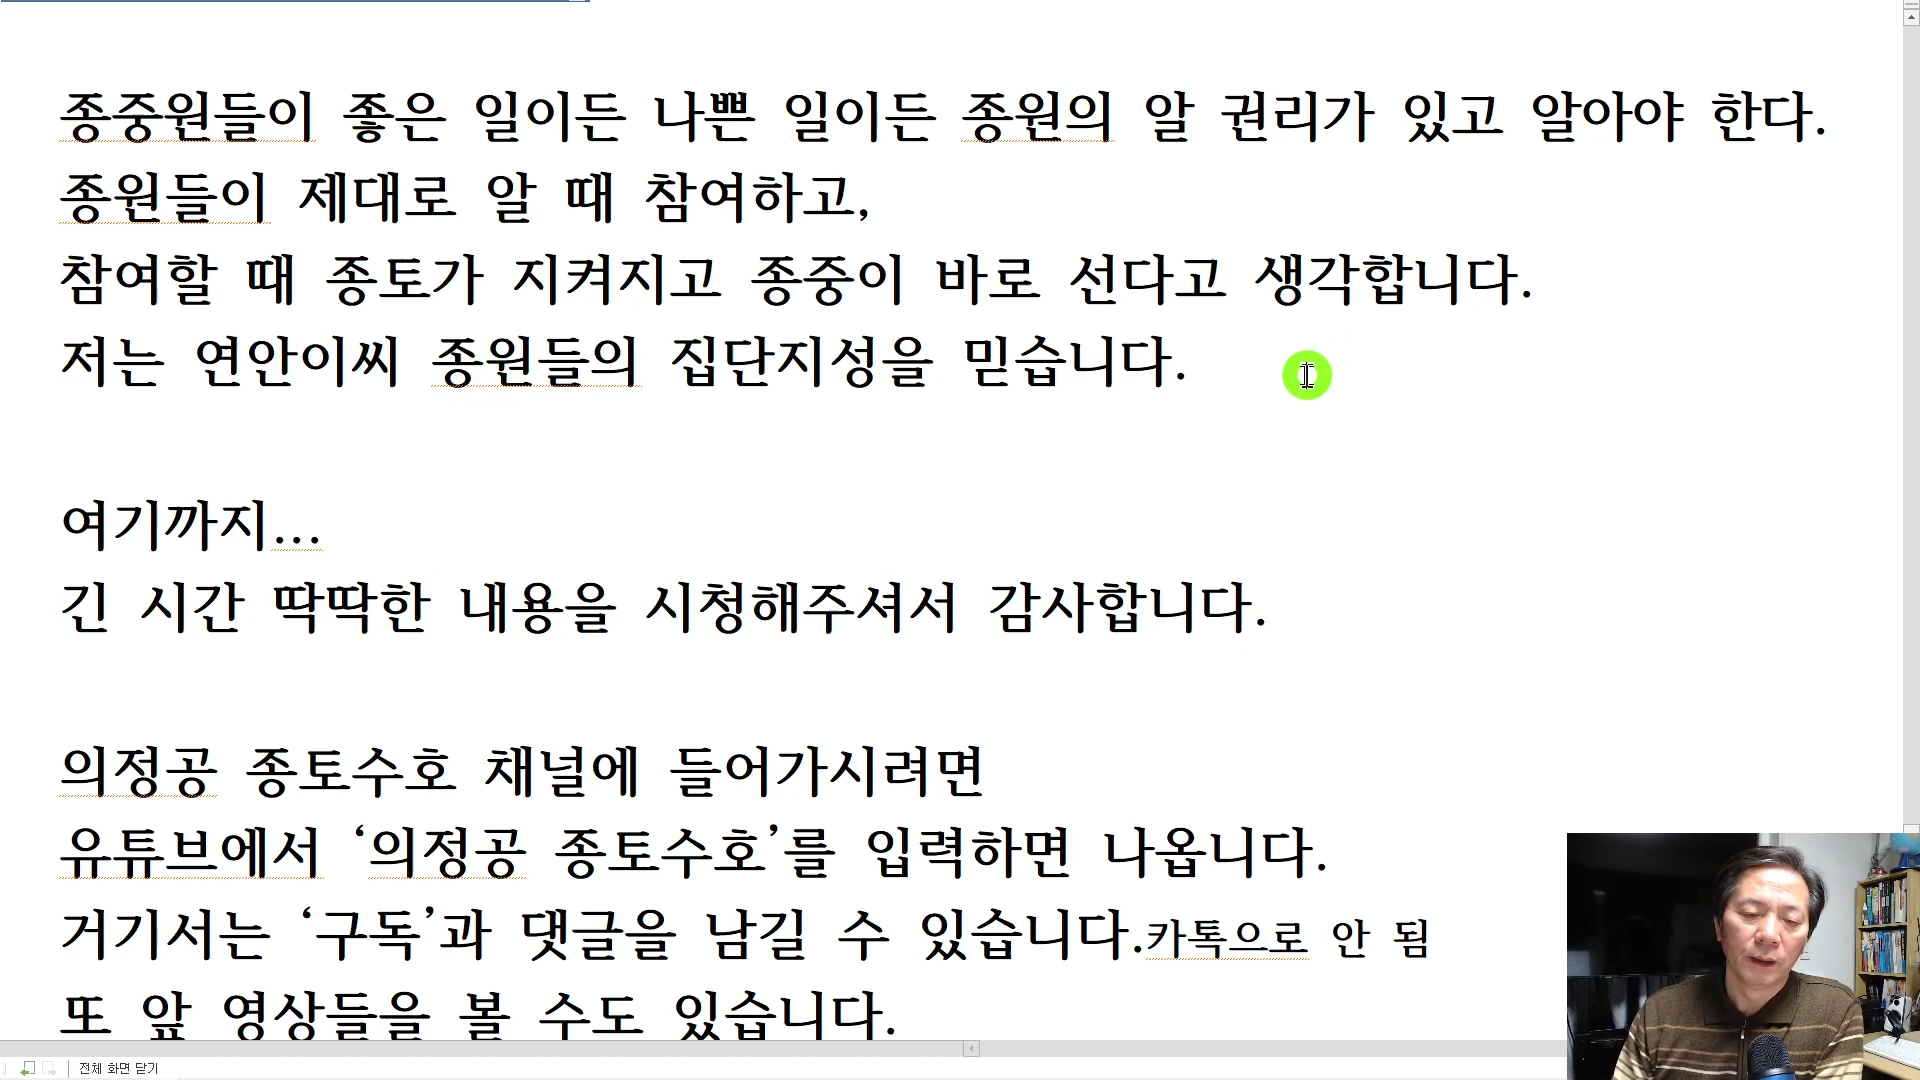 종중원들이 좋은 일이든 나쁜 일이든 종원의 알 권리가 있고 알아야 한다.
종원들이 제대로 알 때 참여하고,
참여할 때 종토가 지켜지고 종중이 바로 선다고 생각합니다.
저는 연안이씨 종원들의 집단지성을 믿습니다.
여기까지...
긴 시간 딱딱한 내용을 시청해주셔서 감사합니다.
의정공 종토수호 채널에 들어가시려면
유튜브에서 ‘의정공 종토수호’를 입력하면 나옵니다.
거기서는 ‘구독’과 댓글을 남길 수 있습니다.카톡으로 안 됨
또 앞 영상들을 볼 수도 있습니다.
전체 화면 닫기